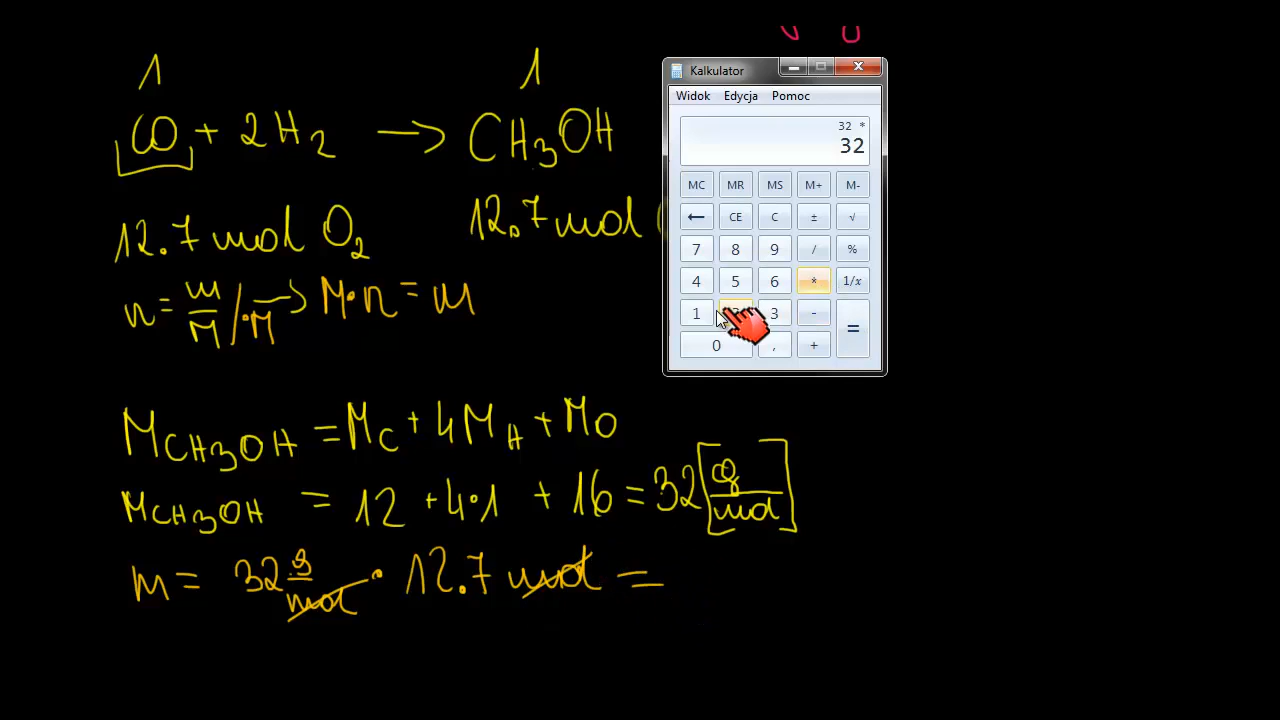 1 1
CO + 2H2 → CH3OH
12.7 mol O2 12.7 mol (
n = m/M /·M → M·n = m
MCH3OH = MC + 4MH + MO
MCH3OH = 12 + 4·1 + 16 = 32 [g/mol]
m = 32 g/mol · 12.7 mol =
Kalkulator
Widok Edycja Pomoc
32 *
32
MC MR MS M+ M-
← CE C ± √
7 8 9 / %
4 5 6 * 1/x
1 3 - =
0 , +